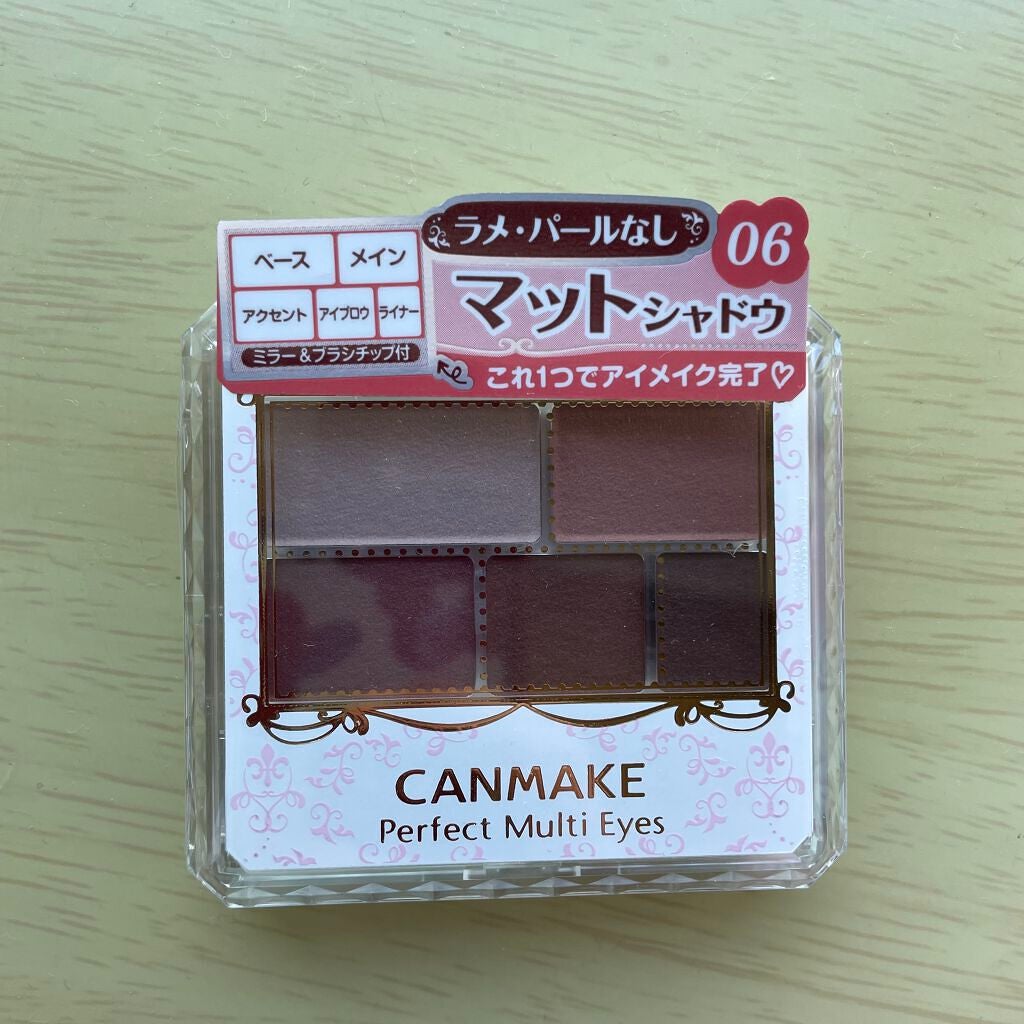 ラメ・パールなし
06
マットシャドウ
これ1つでアイメイク完了♡
ベース
メイン
アクセント
アイブロウ
ライナー
ミラー&ブラシチップ付
CANMAKE
Perfect Multi Eyes